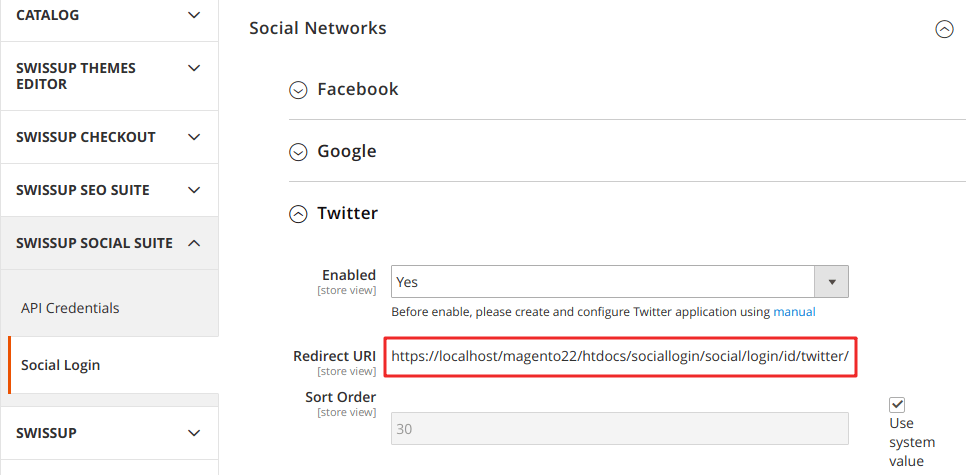 CATALOG
SWISSUP THEMES
EDITOR
SWISSUP CHECKOUT
SWISSUP SEO SUITE
SWISSUP SOCIAL SUITE
API Credentials
Social Login
SWISSUP
Social Networks
Facebook
Google
Twitter
Enabled
[store view]
Yes
Before enable, please create and configure Twitter application using manual
Redirect URI
[store view]
https://localhost/magento22/htdocs/sociallogin/social/login/id/twitter/
Sort Order
[store view]
30
Use
system
value